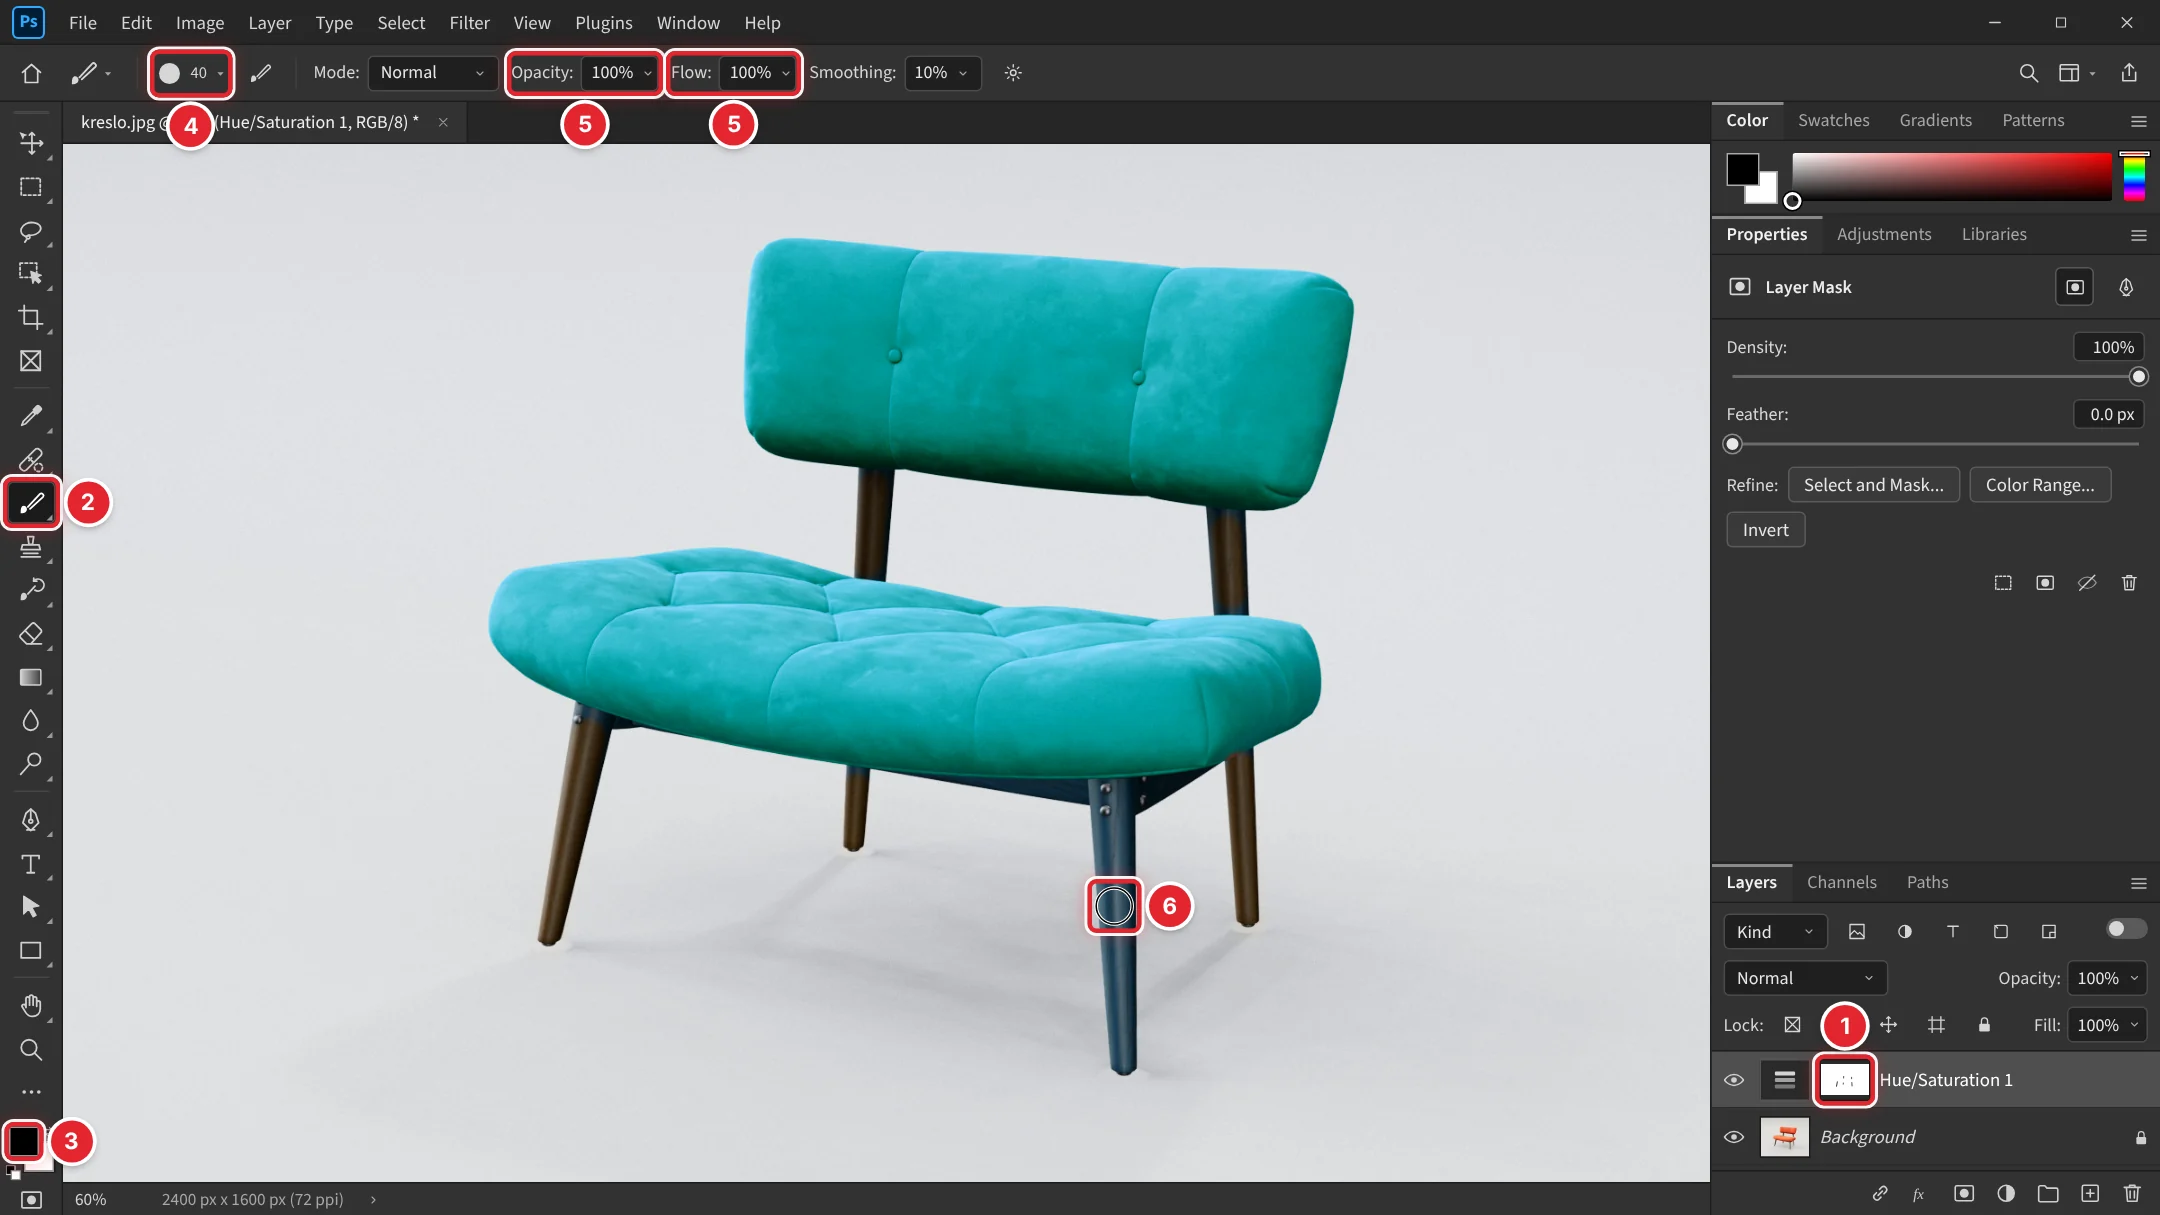 Ps File Edit Image Layer Type Select Filter View Plugins Window Help
40 Mode: Normal Opacity: 100% Flow: 100% Smoothing: 10%
4 5 5
kreslo.jpg @ (Hue/Saturation 1, RGB/8) *
2
3
6
Color Swatches Gradients Patterns
Properties Adjustments Libraries
Layer Mask
Density: 100%
Feather: 0.0 px
Refine: Select and Mask... Color Range...
Invert
Layers Channels Paths
Kind
Normal Opacity: 100%
Lock: 1 Fill: 100%
Hue/Saturation 1
Background
fx
60% 2400 px x 1600 px (72 ppi)